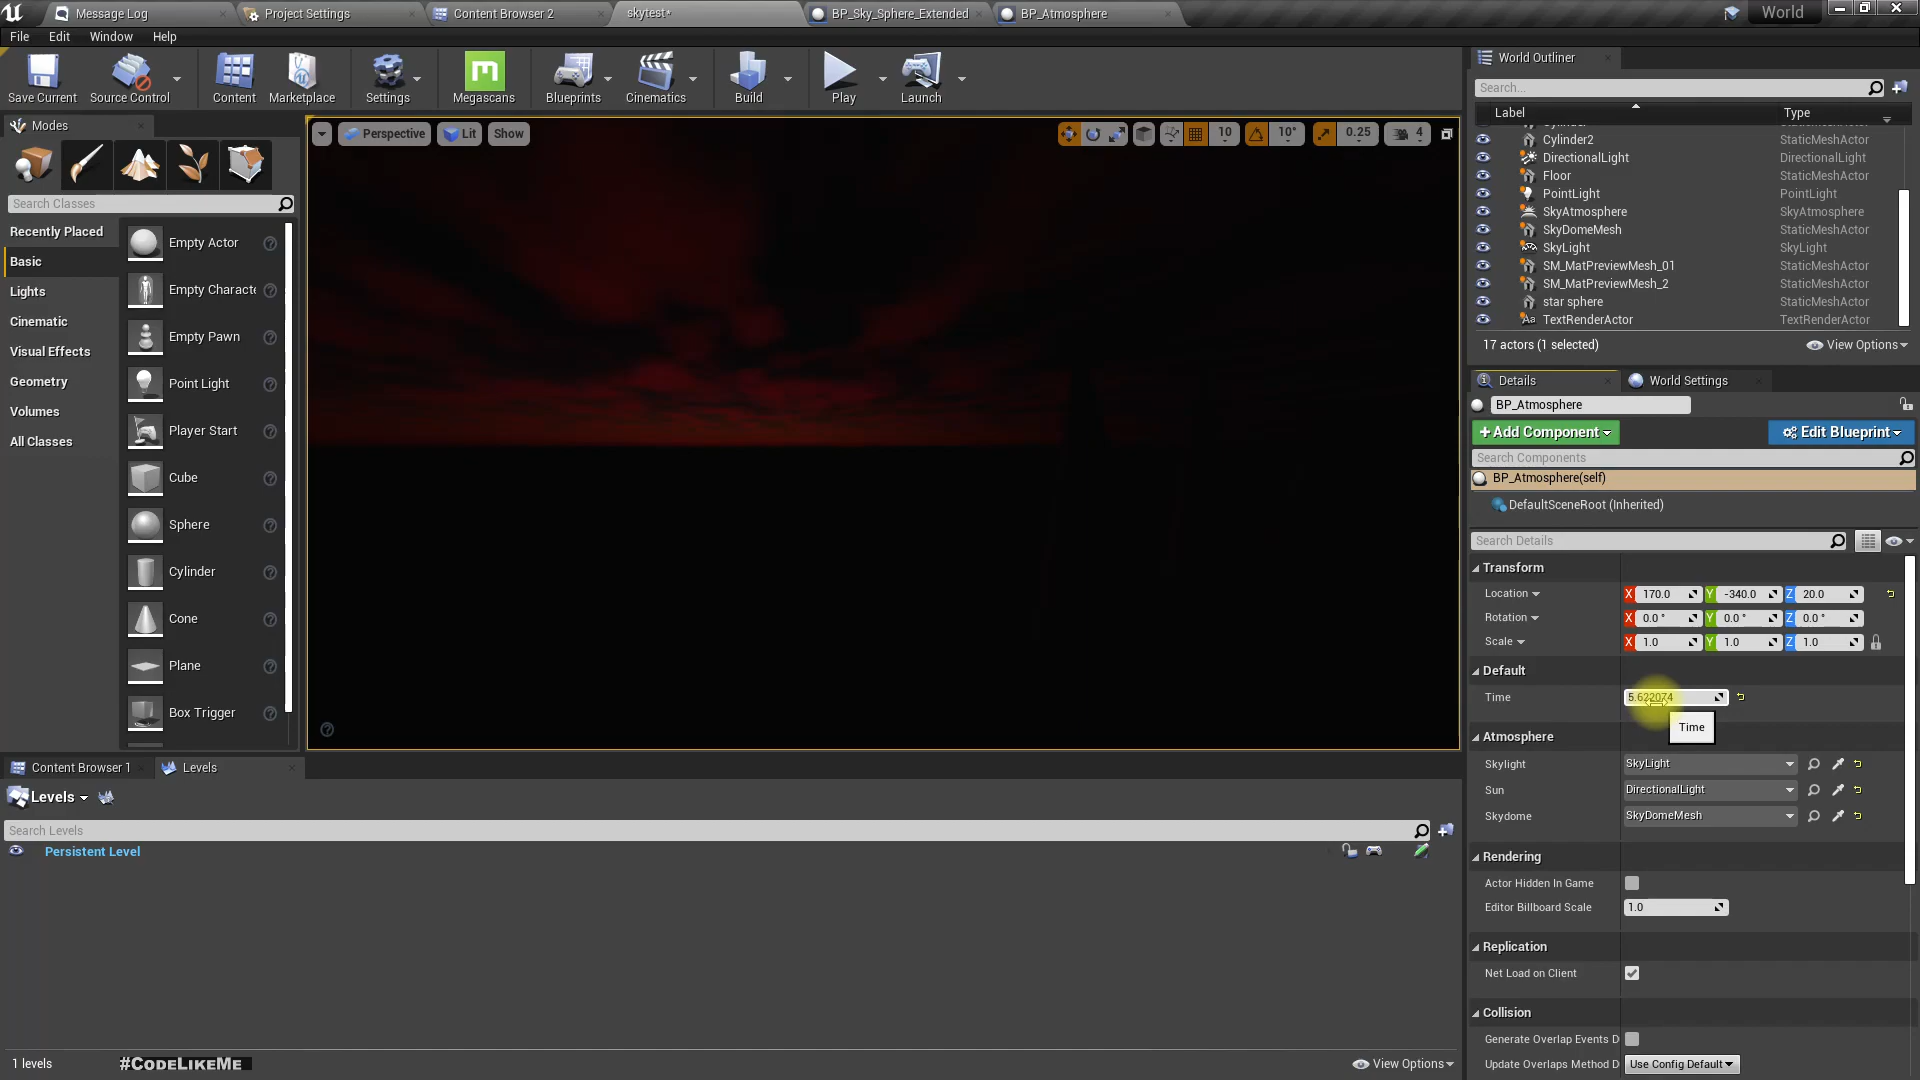 Message Log
Project Settings
Content Browser 2
skytest*
BP_Sky_Sphere_Extended
BP_Atmosphere
World
File
Edit
Window
Help
Save Current
Source Control
Content
Marketplace
Settings
Megascans
Blueprints
Cinematics
Build
Play
Launch
Modes
Search Classes
Recently Placed
Basic
Lights
Cinematic
Visual Effects
Geometry
Volumes
All Classes
Empty Actor
Empty Characte
Empty Pawn
Point Light
Player Start
Cube
Sphere
Cylinder
Cone
Plane
Box Trigger
Perspective
Lit
Show
10
10°
0.25
4
World Outliner
Search...
Label
Type
Cylinder2
StaticMeshActor
DirectionalLight
DirectionalLight
Floor
StaticMeshActor
PointLight
PointLight
SkyAtmosphere
SkyAtmosphere
SkyDomeMesh
StaticMeshActor
SkyLight
SkyLight
SM_MatPreviewMesh_01
StaticMeshActor
SM_MatPreviewMesh_2
StaticMeshActor
star sphere
StaticMeshActor
TextRenderActor
TextRenderActor
17 actors (1 selected)
View Options
Details
World Settings
BP_Atmosphere
+Add Component
Edit Blueprint
Search Components
BP_Atmosphere(self)
DefaultSceneRoot (Inherited)
Search Details
Transform
Location
X 170.0
Y -340.0
Z 20.0
Rotation
X 0.0 °
Y 0.0 °
Z 0.0 °
Scale
X 1.0
Y 1.0
Z 1.0
Default
Time
5.622074
Time
Atmosphere
Skylight
SkyLight
Sun
DirectionalLight
Skydome
SkyDomeMesh
Rendering
Actor Hidden In Game
Editor Billboard Scale
1.0
Replication
Net Load on Client
Collision
Generate Overlap Events D
Update Overlaps Method D
Use Config Default
Content Browser 1
Levels
Levels
Search Levels
Persistent Level
1 levels
#CodeLikeMe
View Options